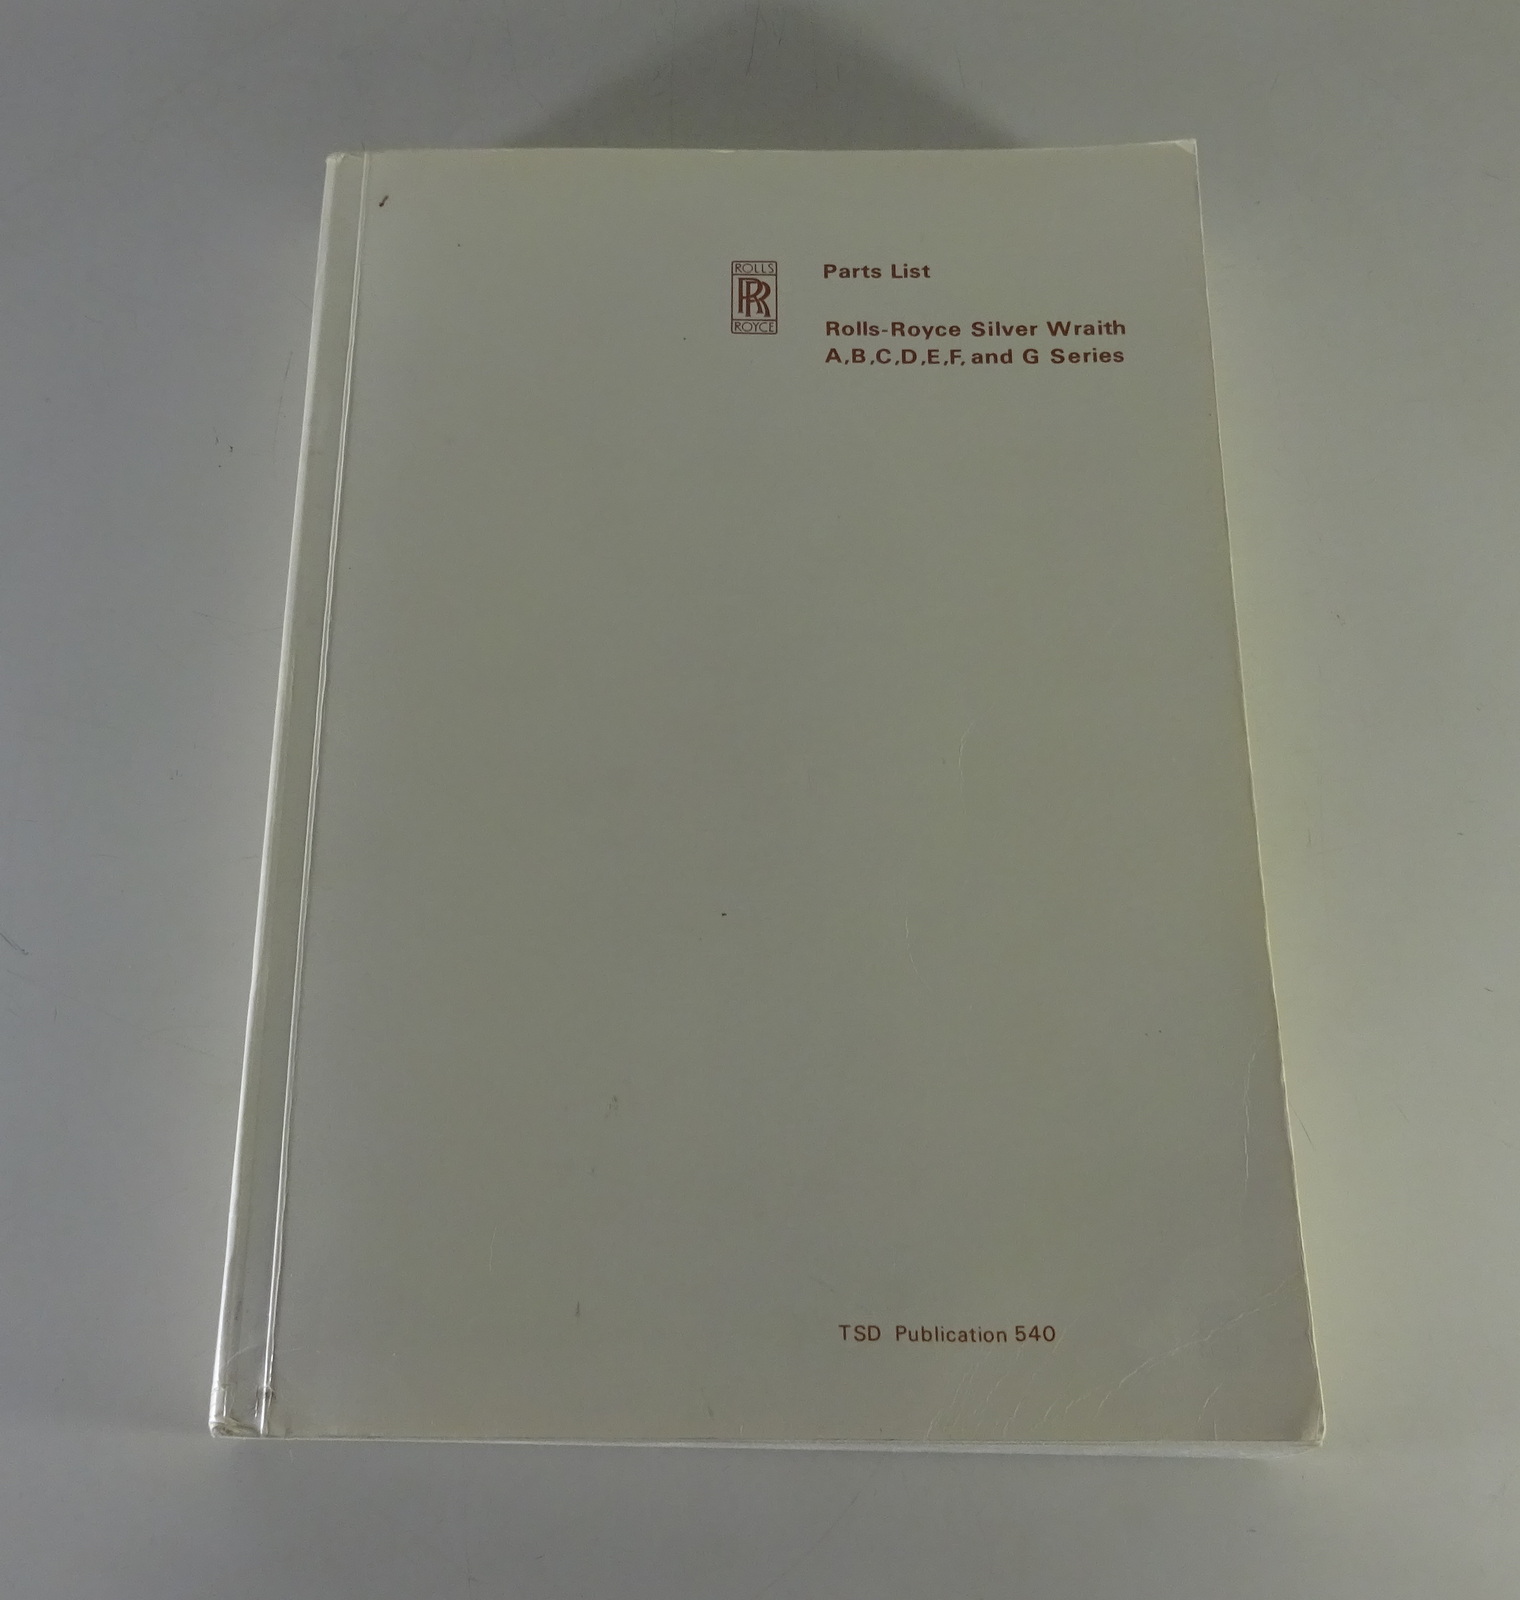 ROLLS
RR
ROYCE
Parts List
Rolls-Royce Silver Wraith
A,B,C,D,E,F, and G Series
TSD Publication 540